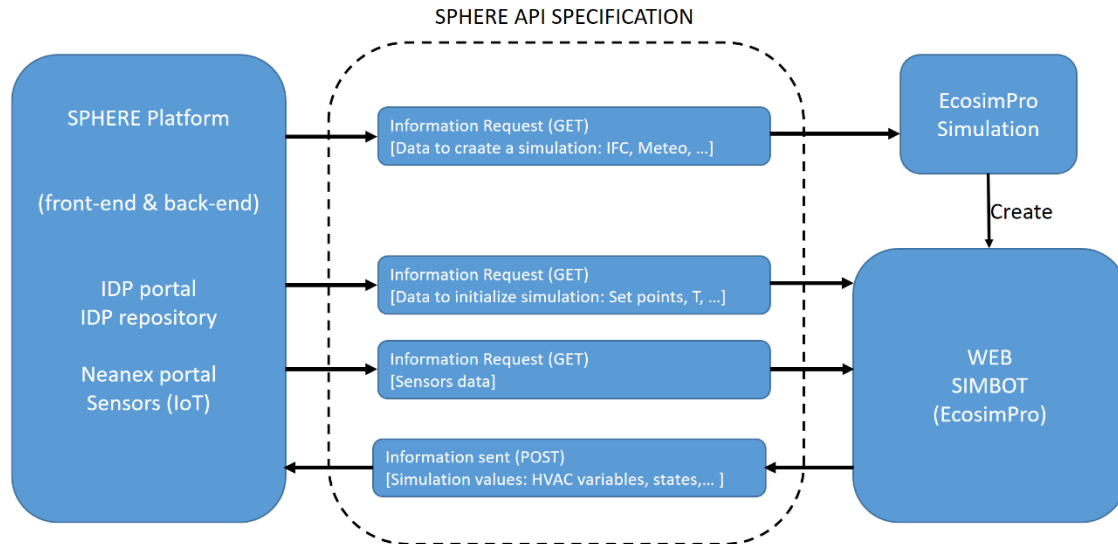 SPHERE API SPECIFICATION
SPHERE Platform
(front-end & back-end)
IDP portal
IDP repository
Neanex portal
Sensors (IoT)
Information Request (GET)
[Data to craate a simulation: IFC, Meteo, ...]
Information Request (GET)
[Data to initialize simulation: Set points, T, ...]
Information Request (GET)
[Sensors data]
Information sent (POST)
[Simulation values: HVAC variables, states,... ]
EcosimPro
Simulation
Create
WEB
SIMBOT
(EcosimPro)